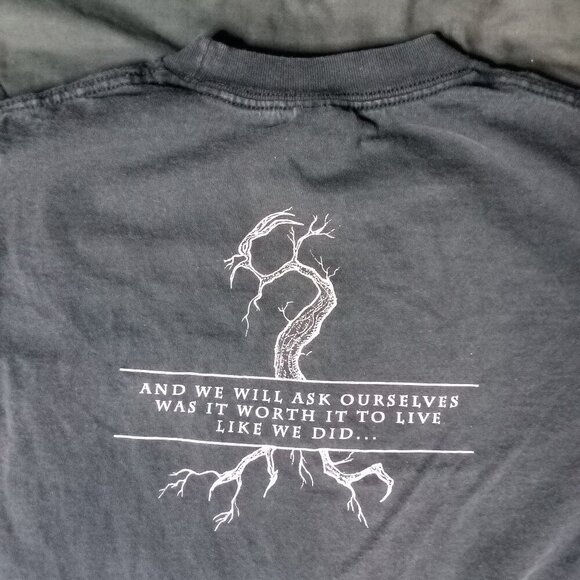 AND WE WILL ASK OURSELVES
WAS IT WORTH IT TO LIVE
LIKE WE DID...